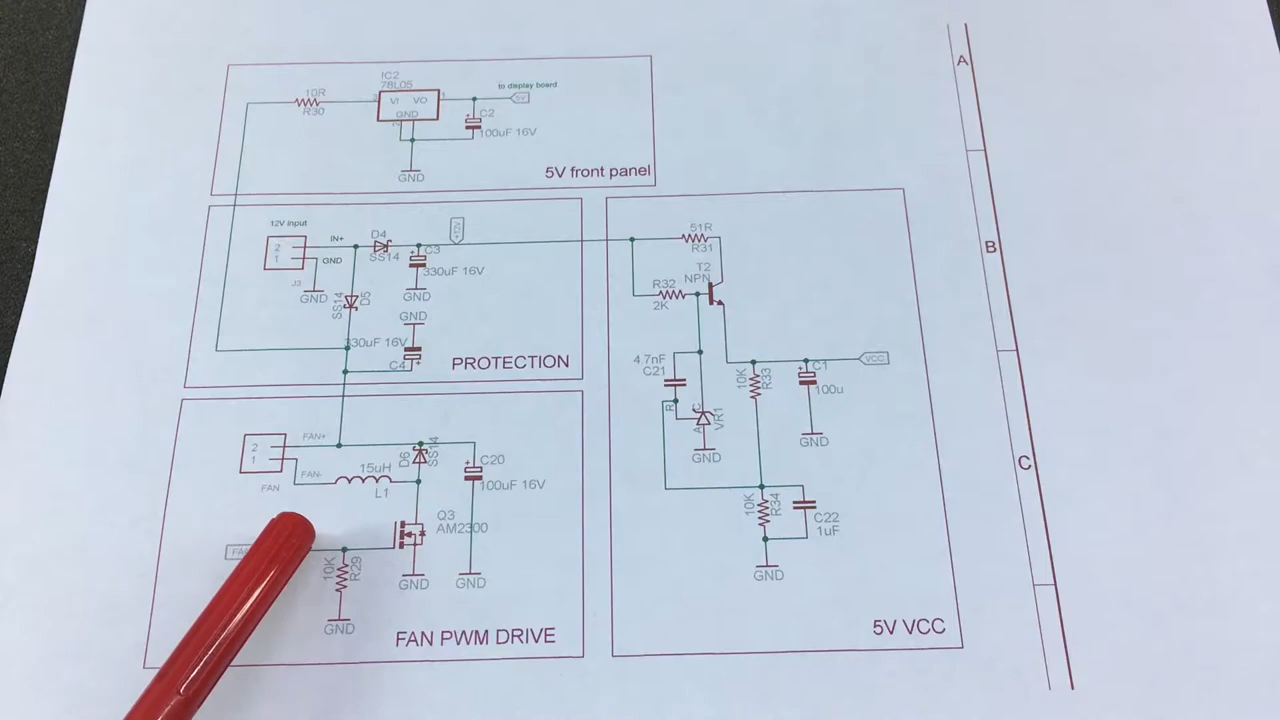 IC2
78L05
10R
R30
VI VO
GND
to display board
5V
C2
100uF 16V
GND
5V front panel
12V input
IN+
GND
2
1
J3
GND
D4
SS14
+12V
C3
330uF 16V
GND
GND
SS14
D5
330uF 16V
C4
PROTECTION
51R
R31
T2
NPN
R32
2K
4.7nF
C21
R
C
A
VR1
GND
10K
R33
C1
100u
VCC
GND
10K
R34
C22
1uF
GND
5V VCC
FAN+
2
1
FAN-
FAN
15uH
L1
D6
SS14
C20
100uF 16V
Q3
AM2300
10K
R29
GND
GND
GND
FAN PWM DRIVE
A
B
C